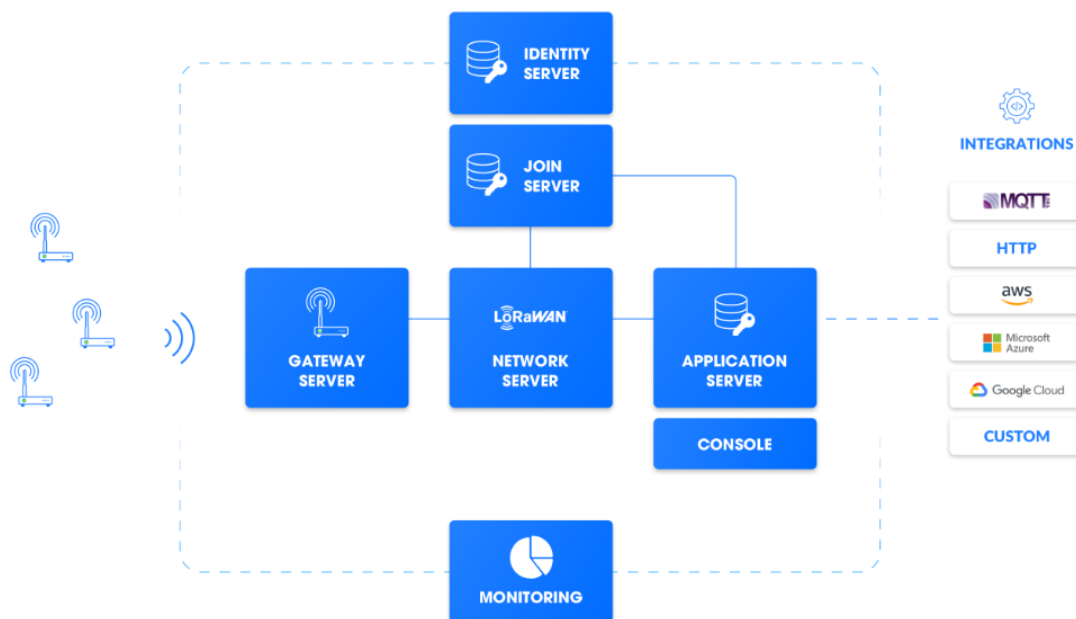 IDENTITY
SERVER
JOIN
SERVER
INTEGRATIONS
MQTT
HTTP
aws
Microsoft
Azure
Google Cloud
CUSTOM
GATEWAY
SERVER
LoRaWAN
NETWORK
SERVER
APPLICATION
SERVER
CONSOLE
MONITORING